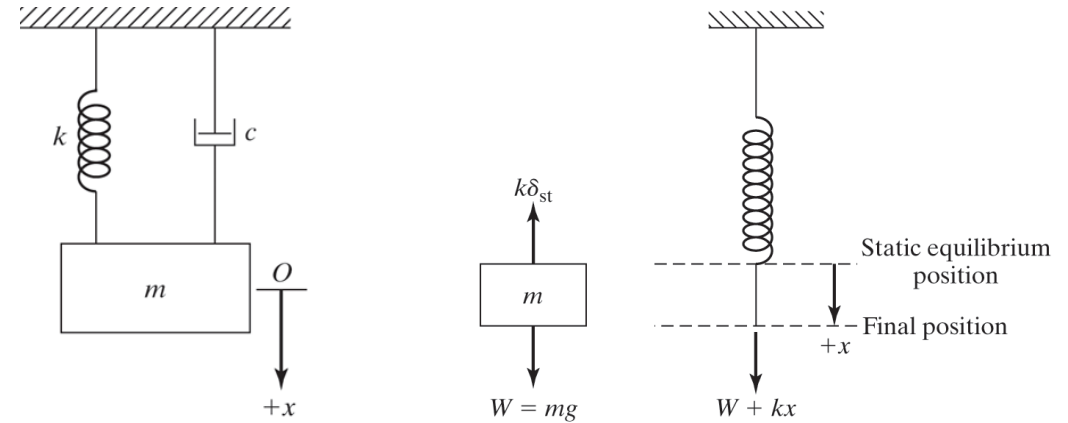 k
c
m
O
+x
kδst
m
W = mg
Static equilibrium
position
Final position
+x
W + kx